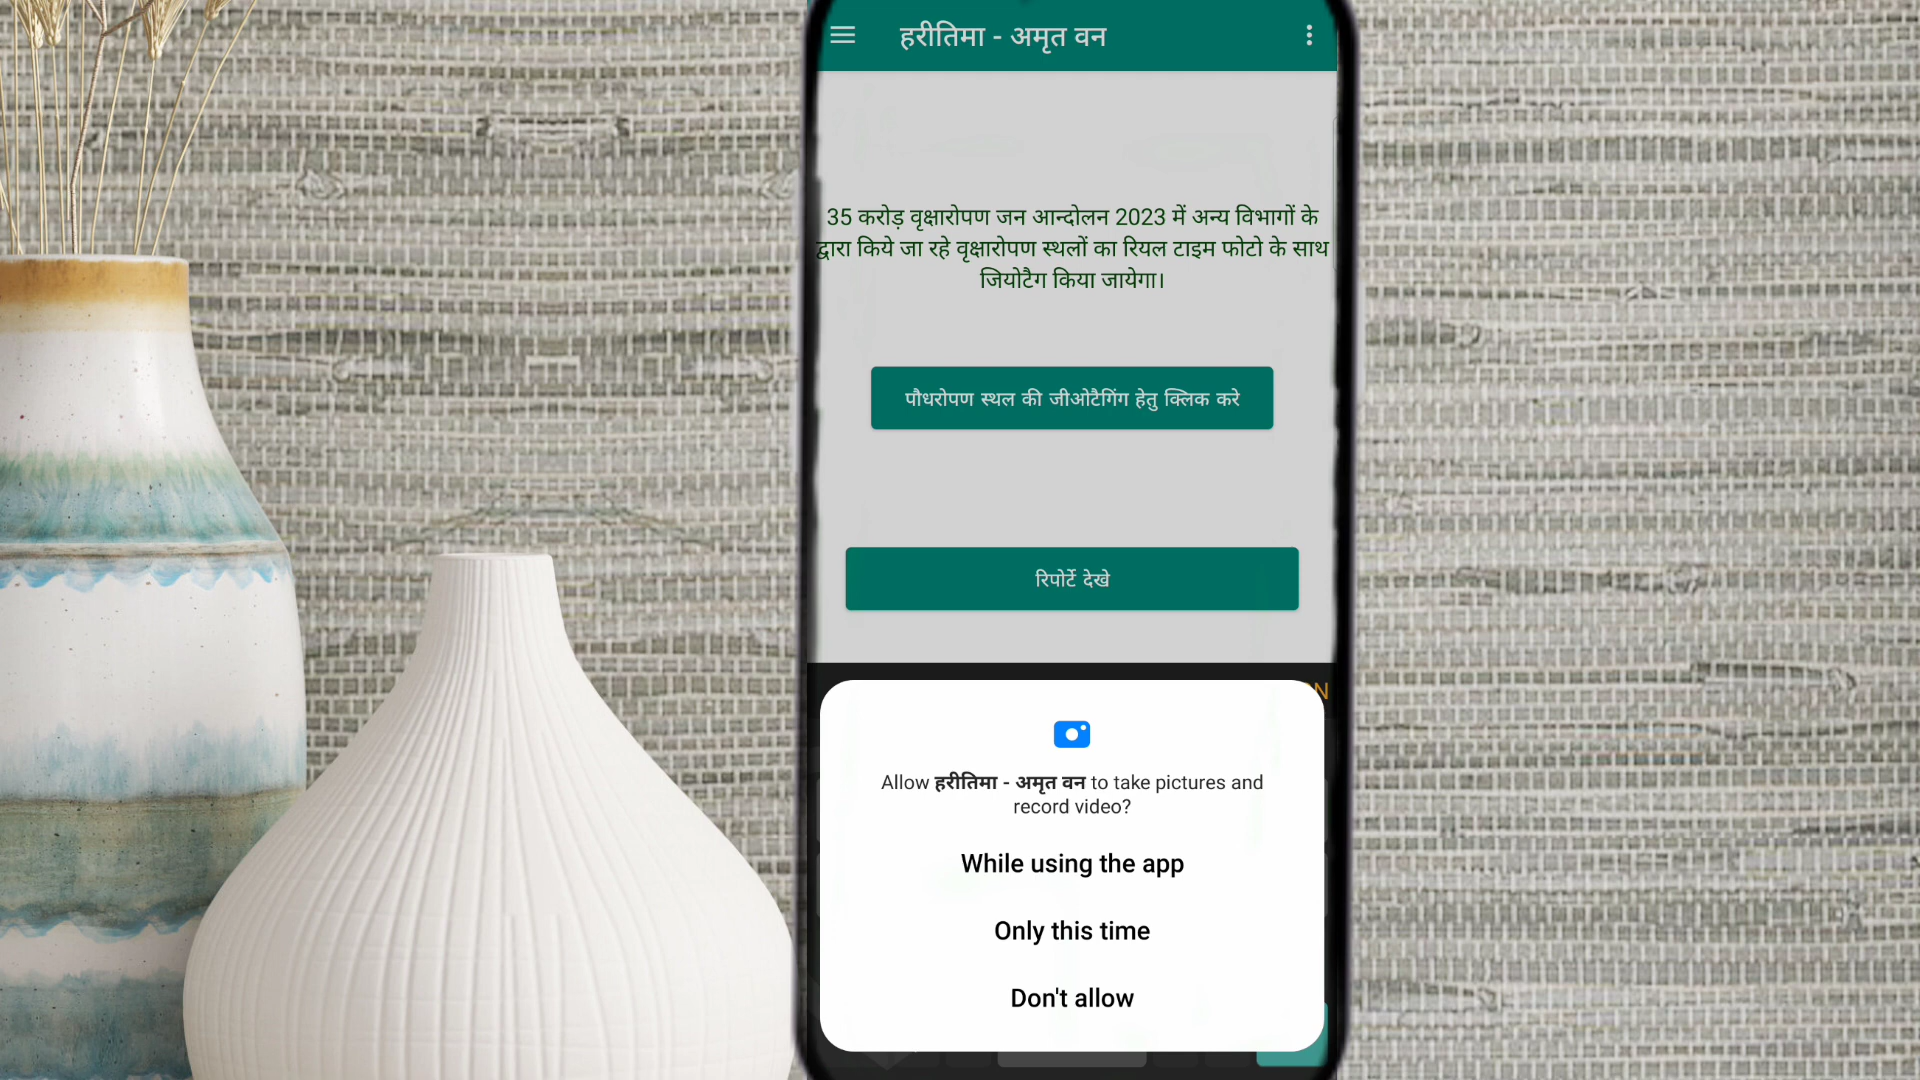 हरीतिमा - अमृत वन
35 करोड़ वृक्षारोपण जन आन्दोलन 2023 में अन्य विभागों के
द्वारा किये जा रहे वृक्षारोपण स्थलों का रियल टाइम फोटो के साथ
जियोटैग किया जायेगा।
पौधरोपण स्थल की जीओटैगिंग हेतु क्लिक करे
रिपोर्टे देखे
Allow हरीतिमा - अमृत वन to take pictures and
record video?
While using the app
Only this time
Don't allow